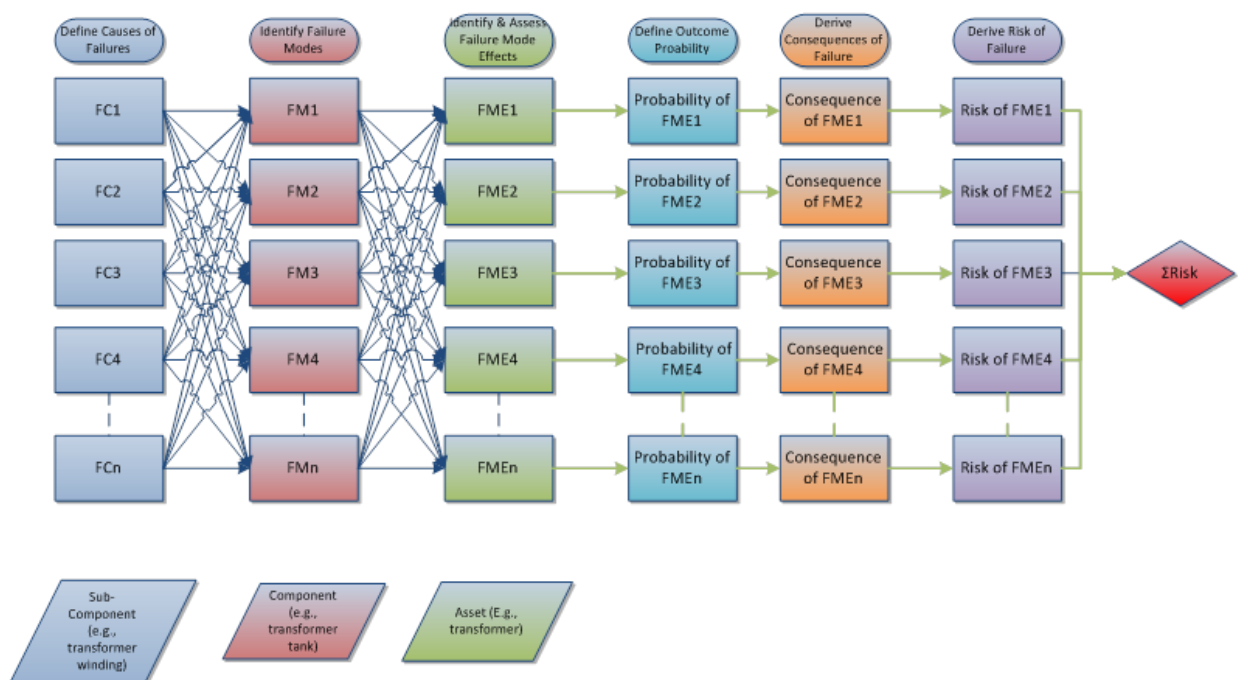 Define Causes of
Failures
Identify Failure
Modes
Identify & Assess
Failure Mode
Effects
Define Outcome
Proability
Derive
Consequences of
Failure
Derive Risk of
Failure
FC1
FM1
FME1
Probability of
FME1
Consequence
of FME1
Risk of FME1
FC2
FM2
FME2
Probability of
FME2
Consequence
of FME2
Risk of FME2
FC3
FM3
FME3
Probability of
FME3
Consequence
of FME3
Risk of FME3
ΣRisk
FC4
FM4
FME4
Probability of
FME4
Consequence
of FME4
Risk of FME4
FCn
FMn
FMEn
Probability of
FMEn
Consequence
of FMEn
Risk of FMEn
Sub-
Component
(e.g.,
transformer
winding)
Component
(e.g.,
transformer
tank)
Asset (E.g.,
transformer)